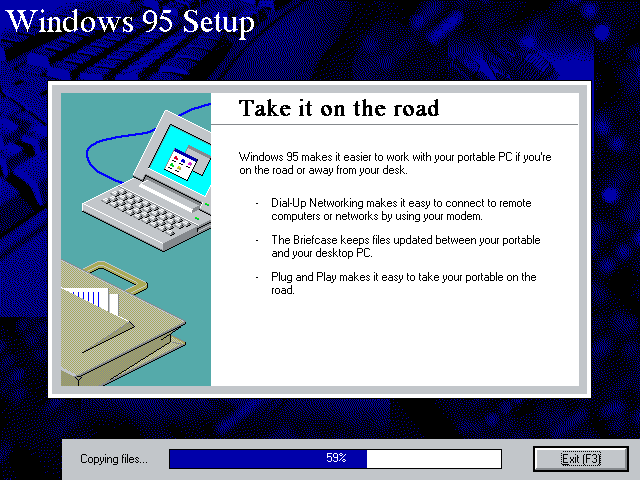 Windows 95 Setup
Take it on the road
Windows 95 makes it easier to work with your portable PC if you're
on the road or away from your desk.
- Dial-Up Networking makes it easy to connect to remote
computers or networks by using your modem.
- The Briefcase keeps files updated between your portable
and your desktop PC.
- Plug and Play makes it easy to take your portable on the
road.
Copying files...
59%
Exit (F3)